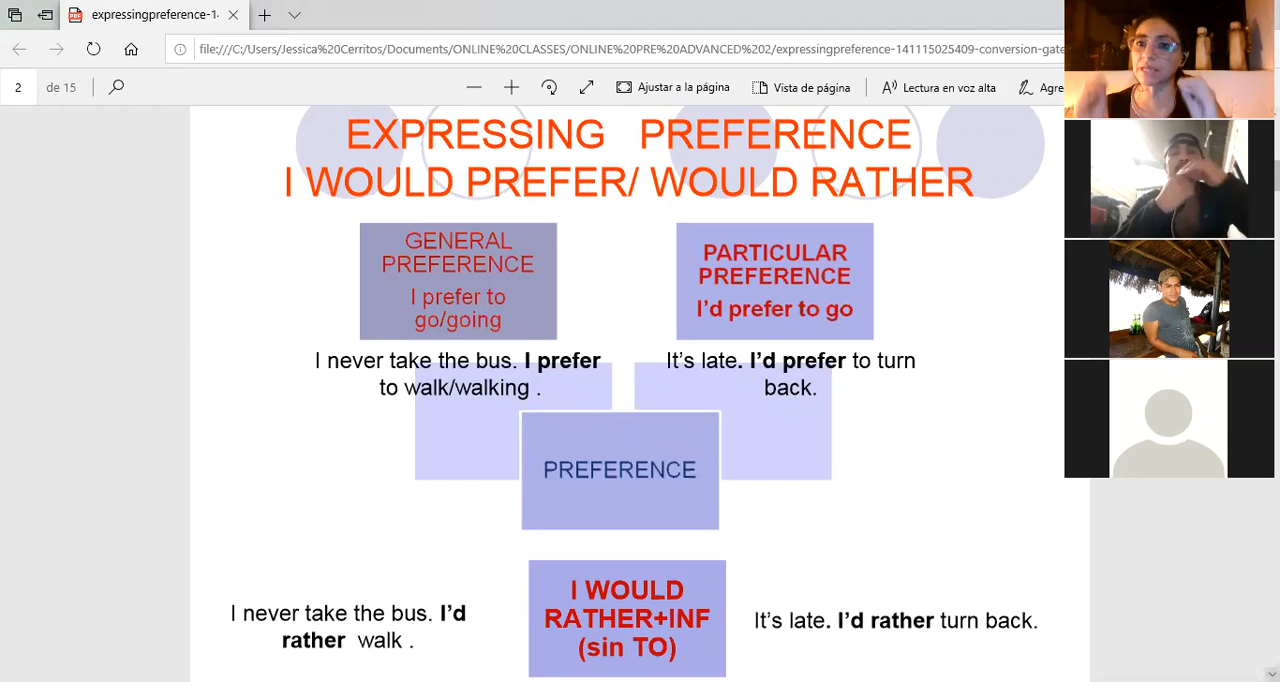 expressingpreference-1
file:///C:/Users/Jessica%20Cerritos/Documents/ONLINE%20CLASSES/ONLINE%20PRE%20ADVANCED%202/expressingpreference-141115025409-conversion-gate
2 de 15
Ajustar a la página
Vista de página
Lectura en voz alta
Agre
EXPRESSING PREFERENCE
I WOULD PREFER/ WOULD RATHER
GENERAL
PREFERENCE
I prefer to
go/going
PARTICULAR
PREFERENCE
I’d prefer to go
I never take the bus. I prefer
to walk/walking .
It’s late. I’d prefer to turn
back.
PREFERENCE
I never take the bus. I’d
rather walk .
I WOULD
RATHER+INF
(sin TO)
It’s late. I’d rather turn back.